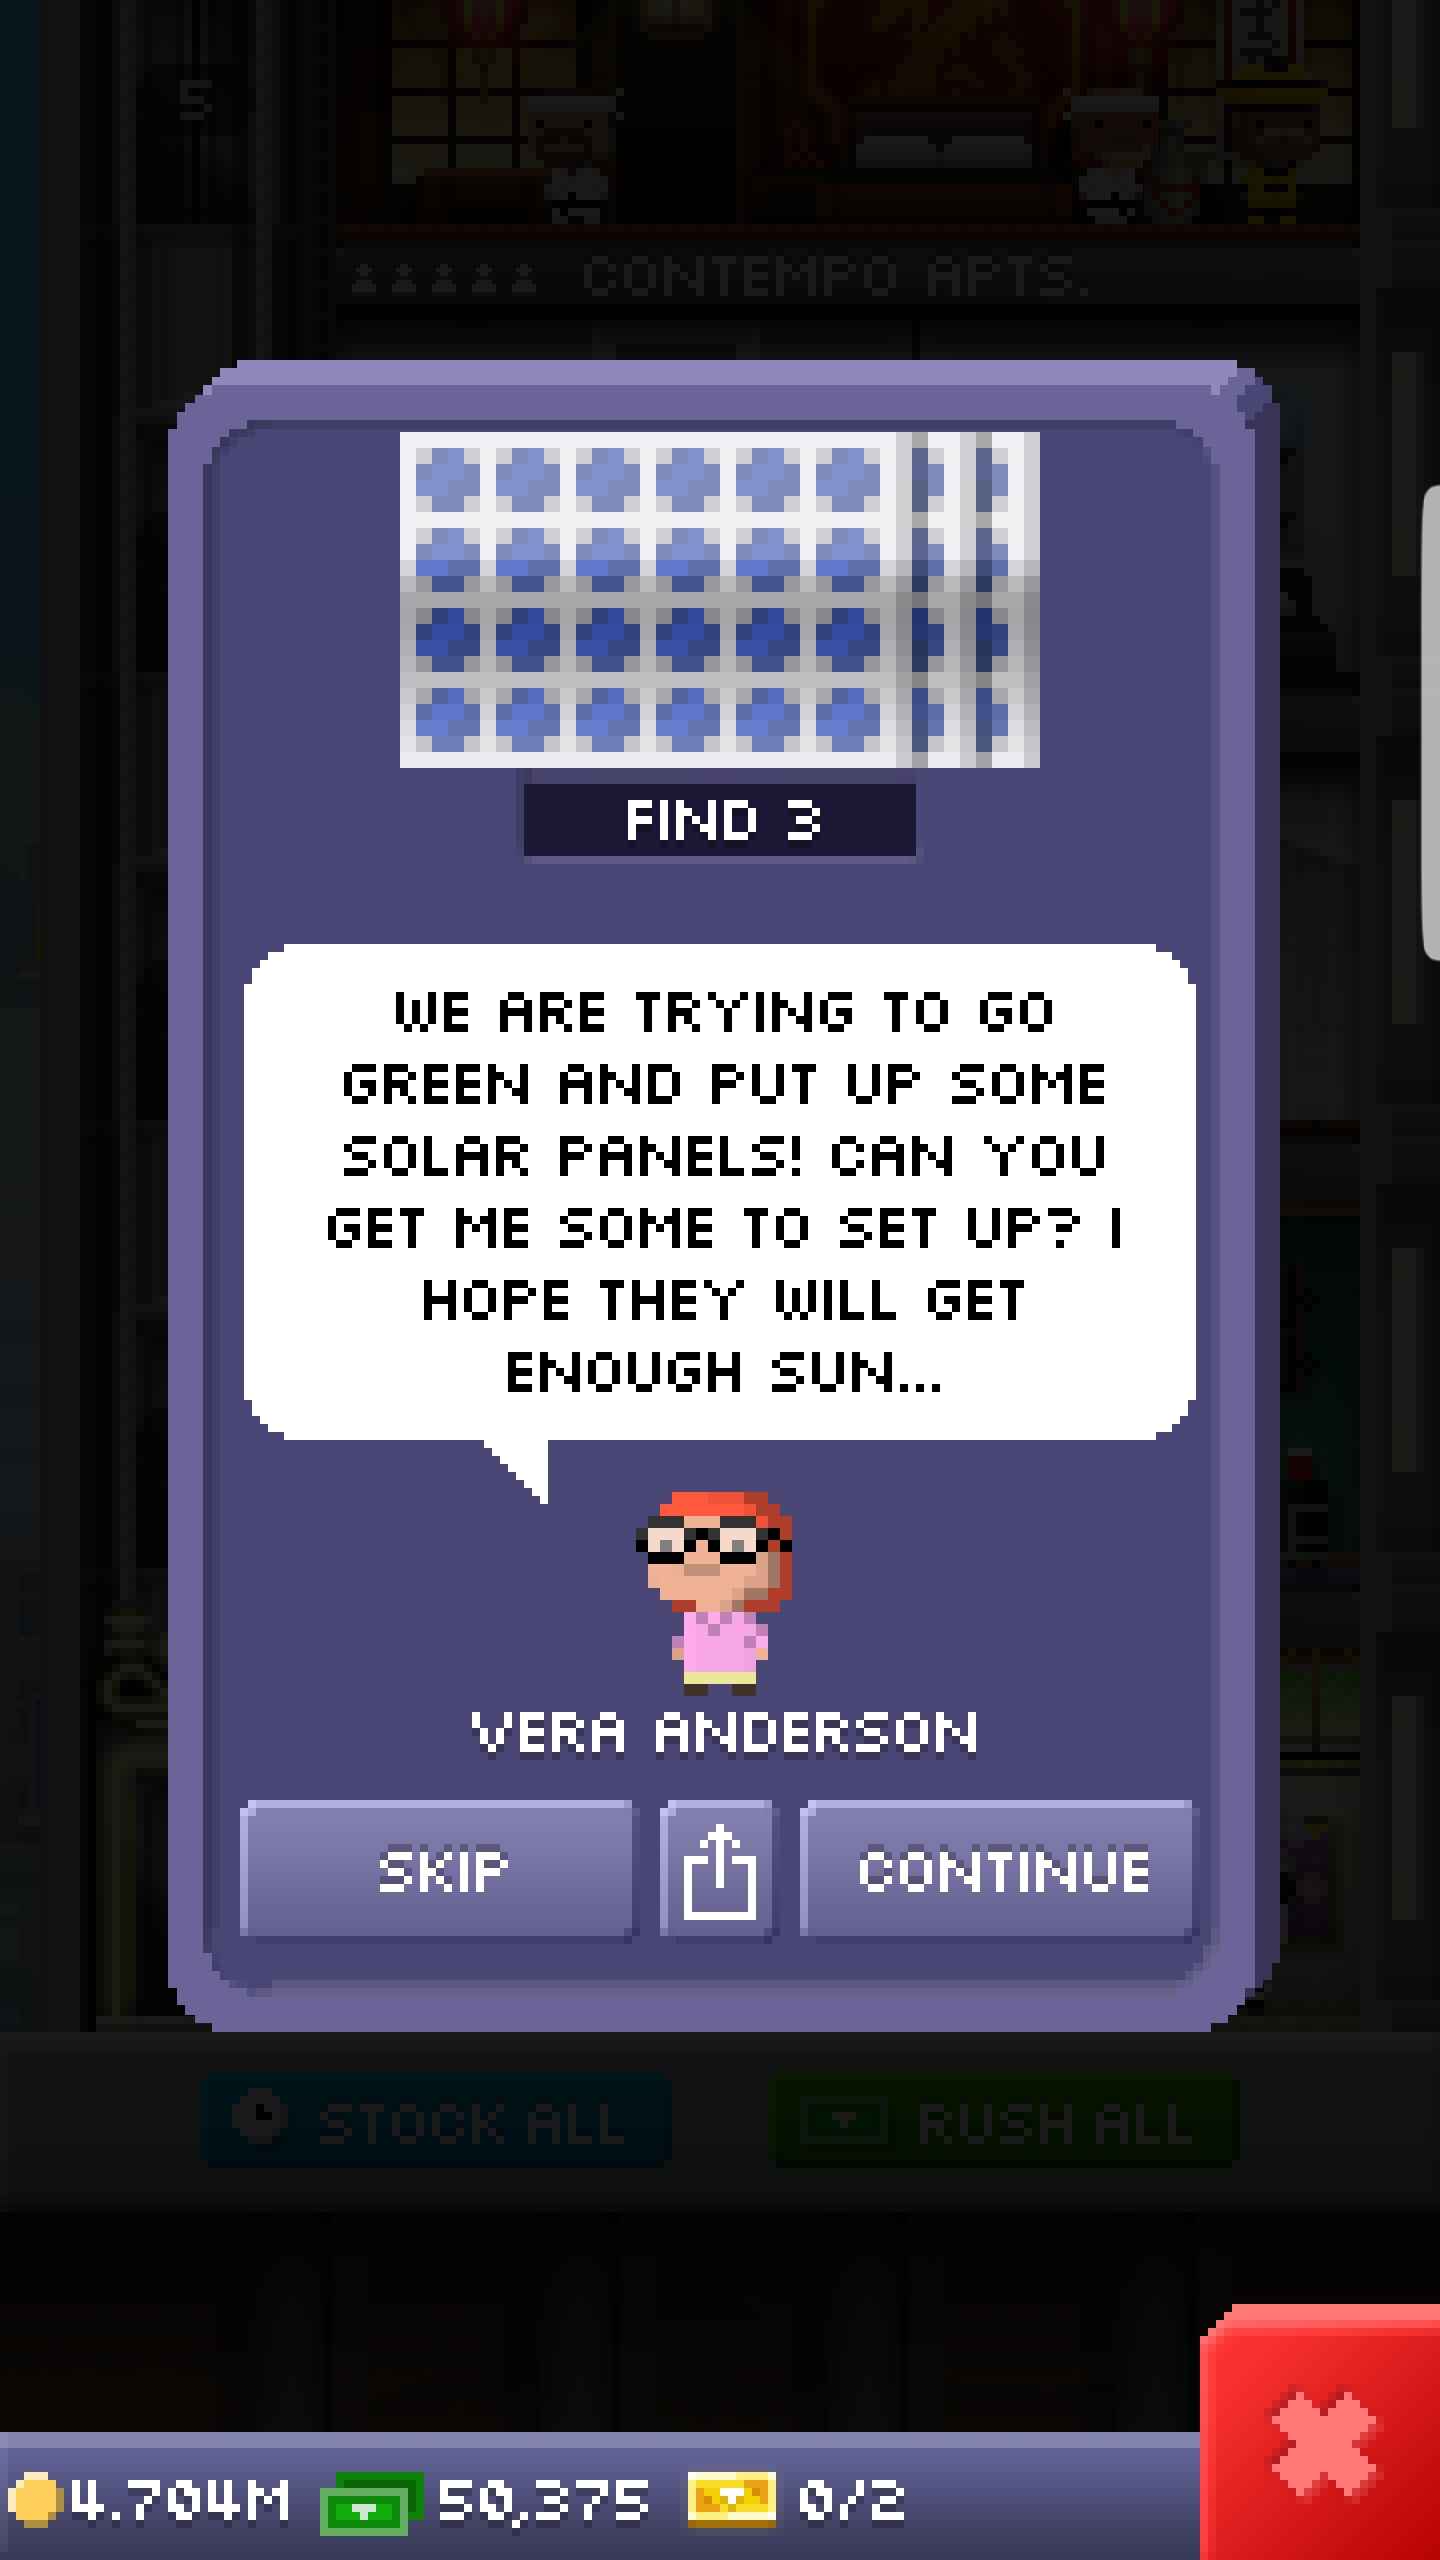 5
CONTEMPO APTS.
FIND 3
WE ARE TRYING TO GO
GREEN AND PUT UP SOME
SOLAR PANELS! CAN YOU
GET ME SOME TO SET UP? I
HOPE THEY WILL GET
ENOUGH SUN...
VERA ANDERSON
SKIP
CONTINUE
STOCK ALL
RUSH ALL
4.704M
50,375
0/2